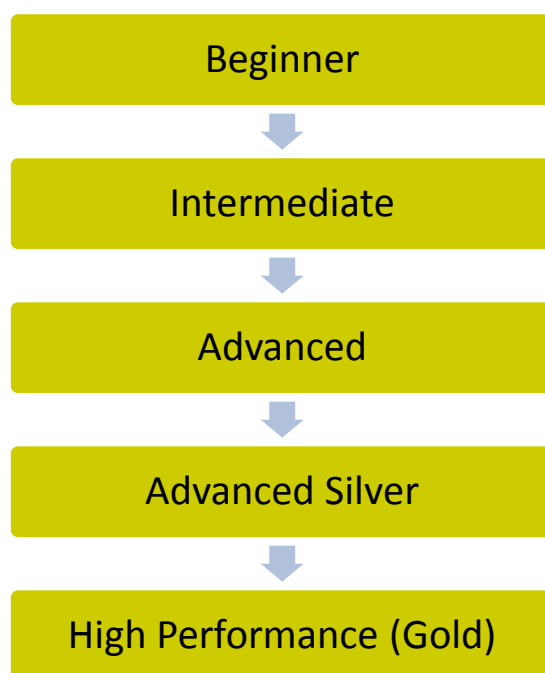 Beginner
Intermediate
Advanced
Advanced Silver
High Performance (Gold)